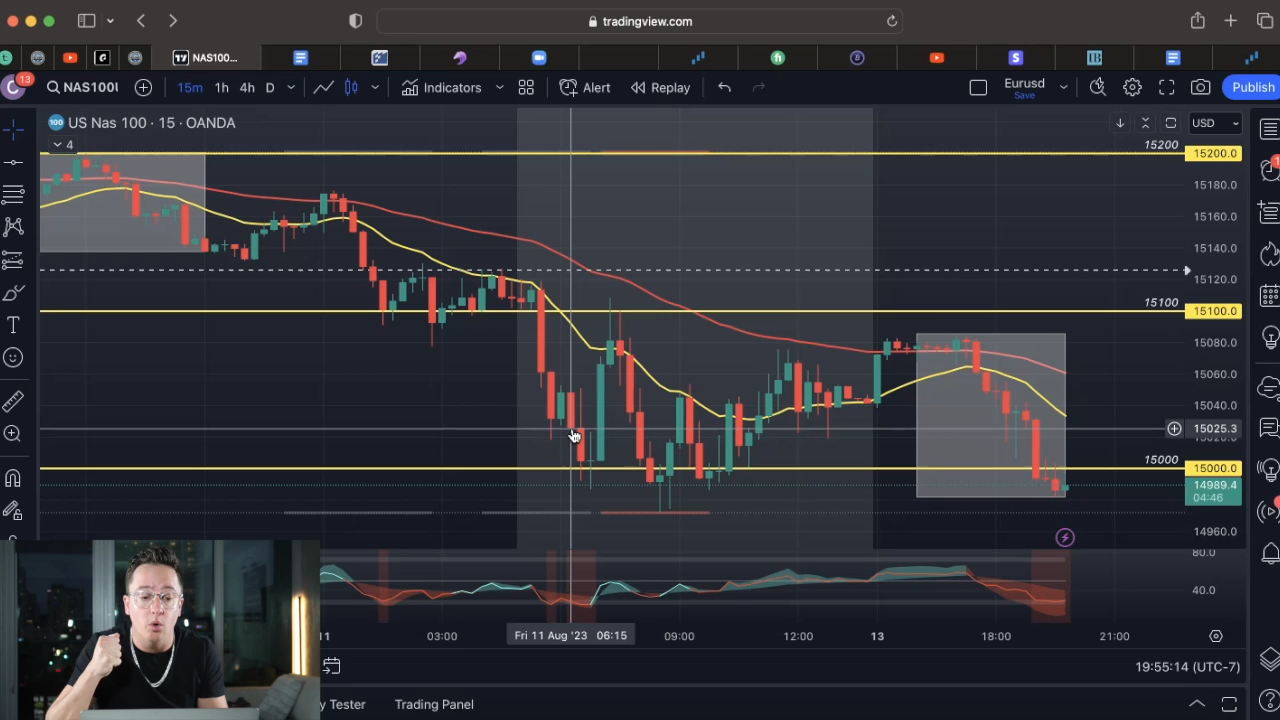 tradingview.com
NAS100...
13
NAS100U
15m 1h 4h D
Indicators
Alert
Replay
Eurusd
Save
Publish
US Nas 100 · 15 · OANDA
USD
4
15200 15200.0
15180.0
15160.0
15140.0
15120.0
15100 15100.0
15080.0
15060.0
15040.0
15025.3
15000 15000.0
14989.4
04:46
14960.0
80.0
40.0
11 03:00 Fri 11 Aug '23 06:15 09:00 12:00 13 18:00 21:00
19:55:14 (UTC-7)
y Tester Trading Panel